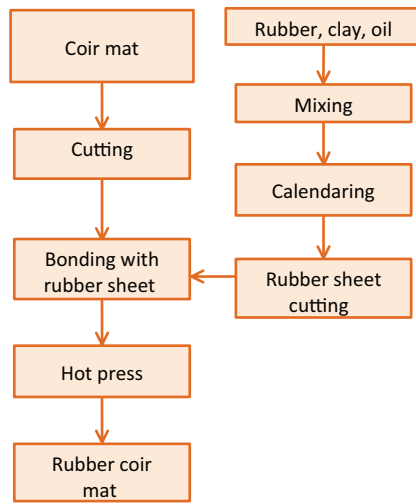 Coir mat
Cutting
Bonding with
rubber sheet
Hot press
Rubber coir
mat
Rubber, clay, oil
Mixing
Calendaring
Rubber sheet
cutting